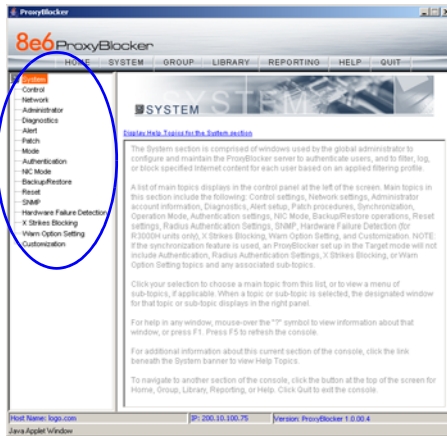 ProxyBlocker
8e6 ProxyBlocker
HOME SYSTEM GROUP LIBRARY REPORTING HELP QUIT
System
Control
Network
Administrator
Diagnostics
Alert
Patch
Mode
Authentication
NIC Mode
Backup/Restore
Reset
SNMP
Hardware Failure Detection
X Strikes Blocking
Warn Option Setting
Customization
SYSTEM
Display Help Topics for the System section
The System section is comprised of windows used by the global administrator to
configure and maintain the ProxyBlocker server to authenticate users, and to filter, log,
or block specified Internet content for each user based on an applied filtering profile.
A list of main topics displays in the control panel at the left of the screen. Main topics in
this section include the following: Control settings, Network settings, Administrator
account information, Diagnostics, Alert setup, Patch procedures, Synchronization,
Operation Mode, Authentication settings, NIC Mode, Backup/Restore operations, Reset
settings, Radius Authentication Settings, SNMP, Hardware Failure Detection (for
R3000H units only), X Strikes Blocking, Warn Option Setting, and Customization. NOTE:
If the synchronization feature is used, an ProxyBlocker set up in the Target mode will not
include Authentication, Radius Authentication Settings, X Strikes Blocking, or Warn
Option Setting topics and any associated sub-topics.
Click your selection to choose a main topic from this list, or to view a menu of
sub-topics, if applicable. When a topic or sub-topic is selected, the designated window
for that topic or sub-topic displays in the right panel.
For help in any window, mouse-over the "?" symbol to view information about that
window, or press F1. Press F5 to refresh the console.
For additional information about this current section of the console, click the link
beneath the System banner to view Help Topics.
To navigate to another section of the console, click the button at the top of the screen for
Home, Group, Library, Reporting, or Help. Click Quit to exit the console.
Host Name: logo.com IP: 200.10.100.75 Version: ProxyBlocker 1.0.00.4
Java Applet Window